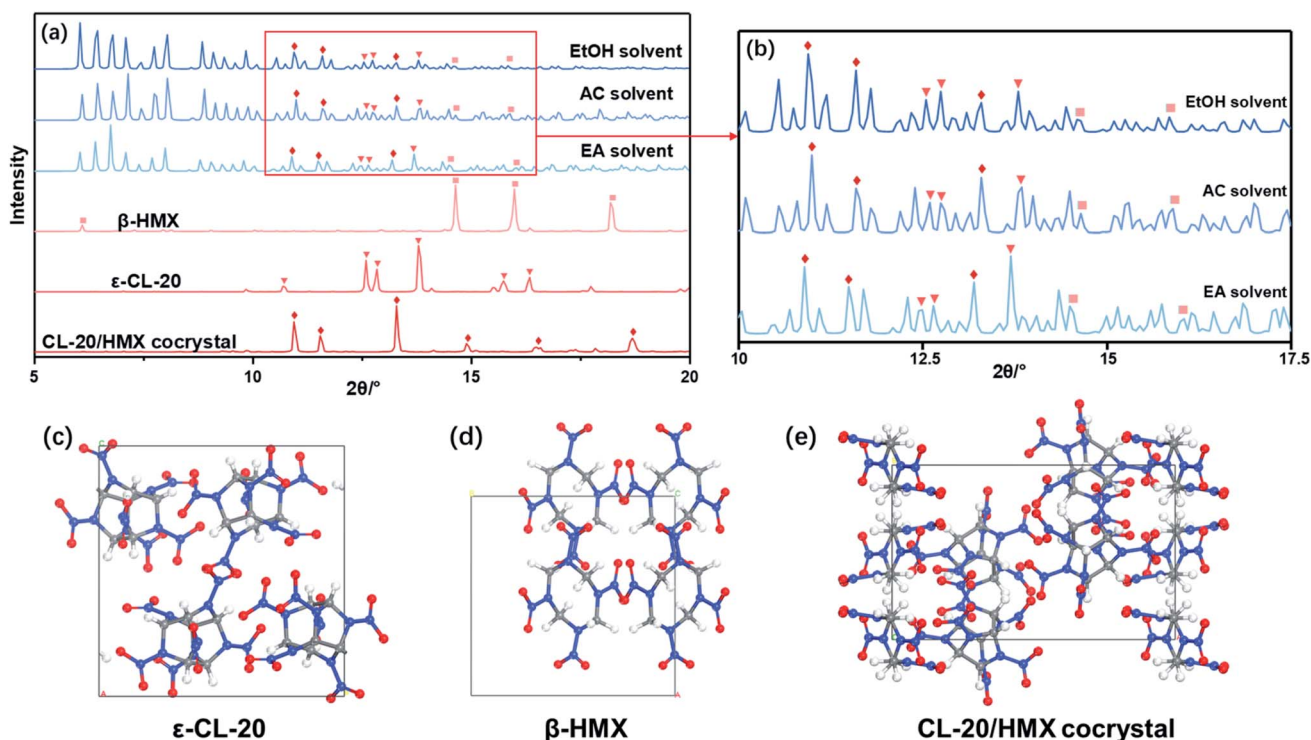 (a)
EtOH solvent
AC solvent
EA solvent
β-HMX
ε-CL-20
CL-20/HMX cocrystal
Intensity
5 10 15 20
2θ/°
(b)
EtOH solvent
AC solvent
EA solvent
10 12.5 15 17.5
2θ/°
(c)
C
A
ε-CL-20
(d)
B C
A
β-HMX
(e)
CL-20/HMX cocrystal